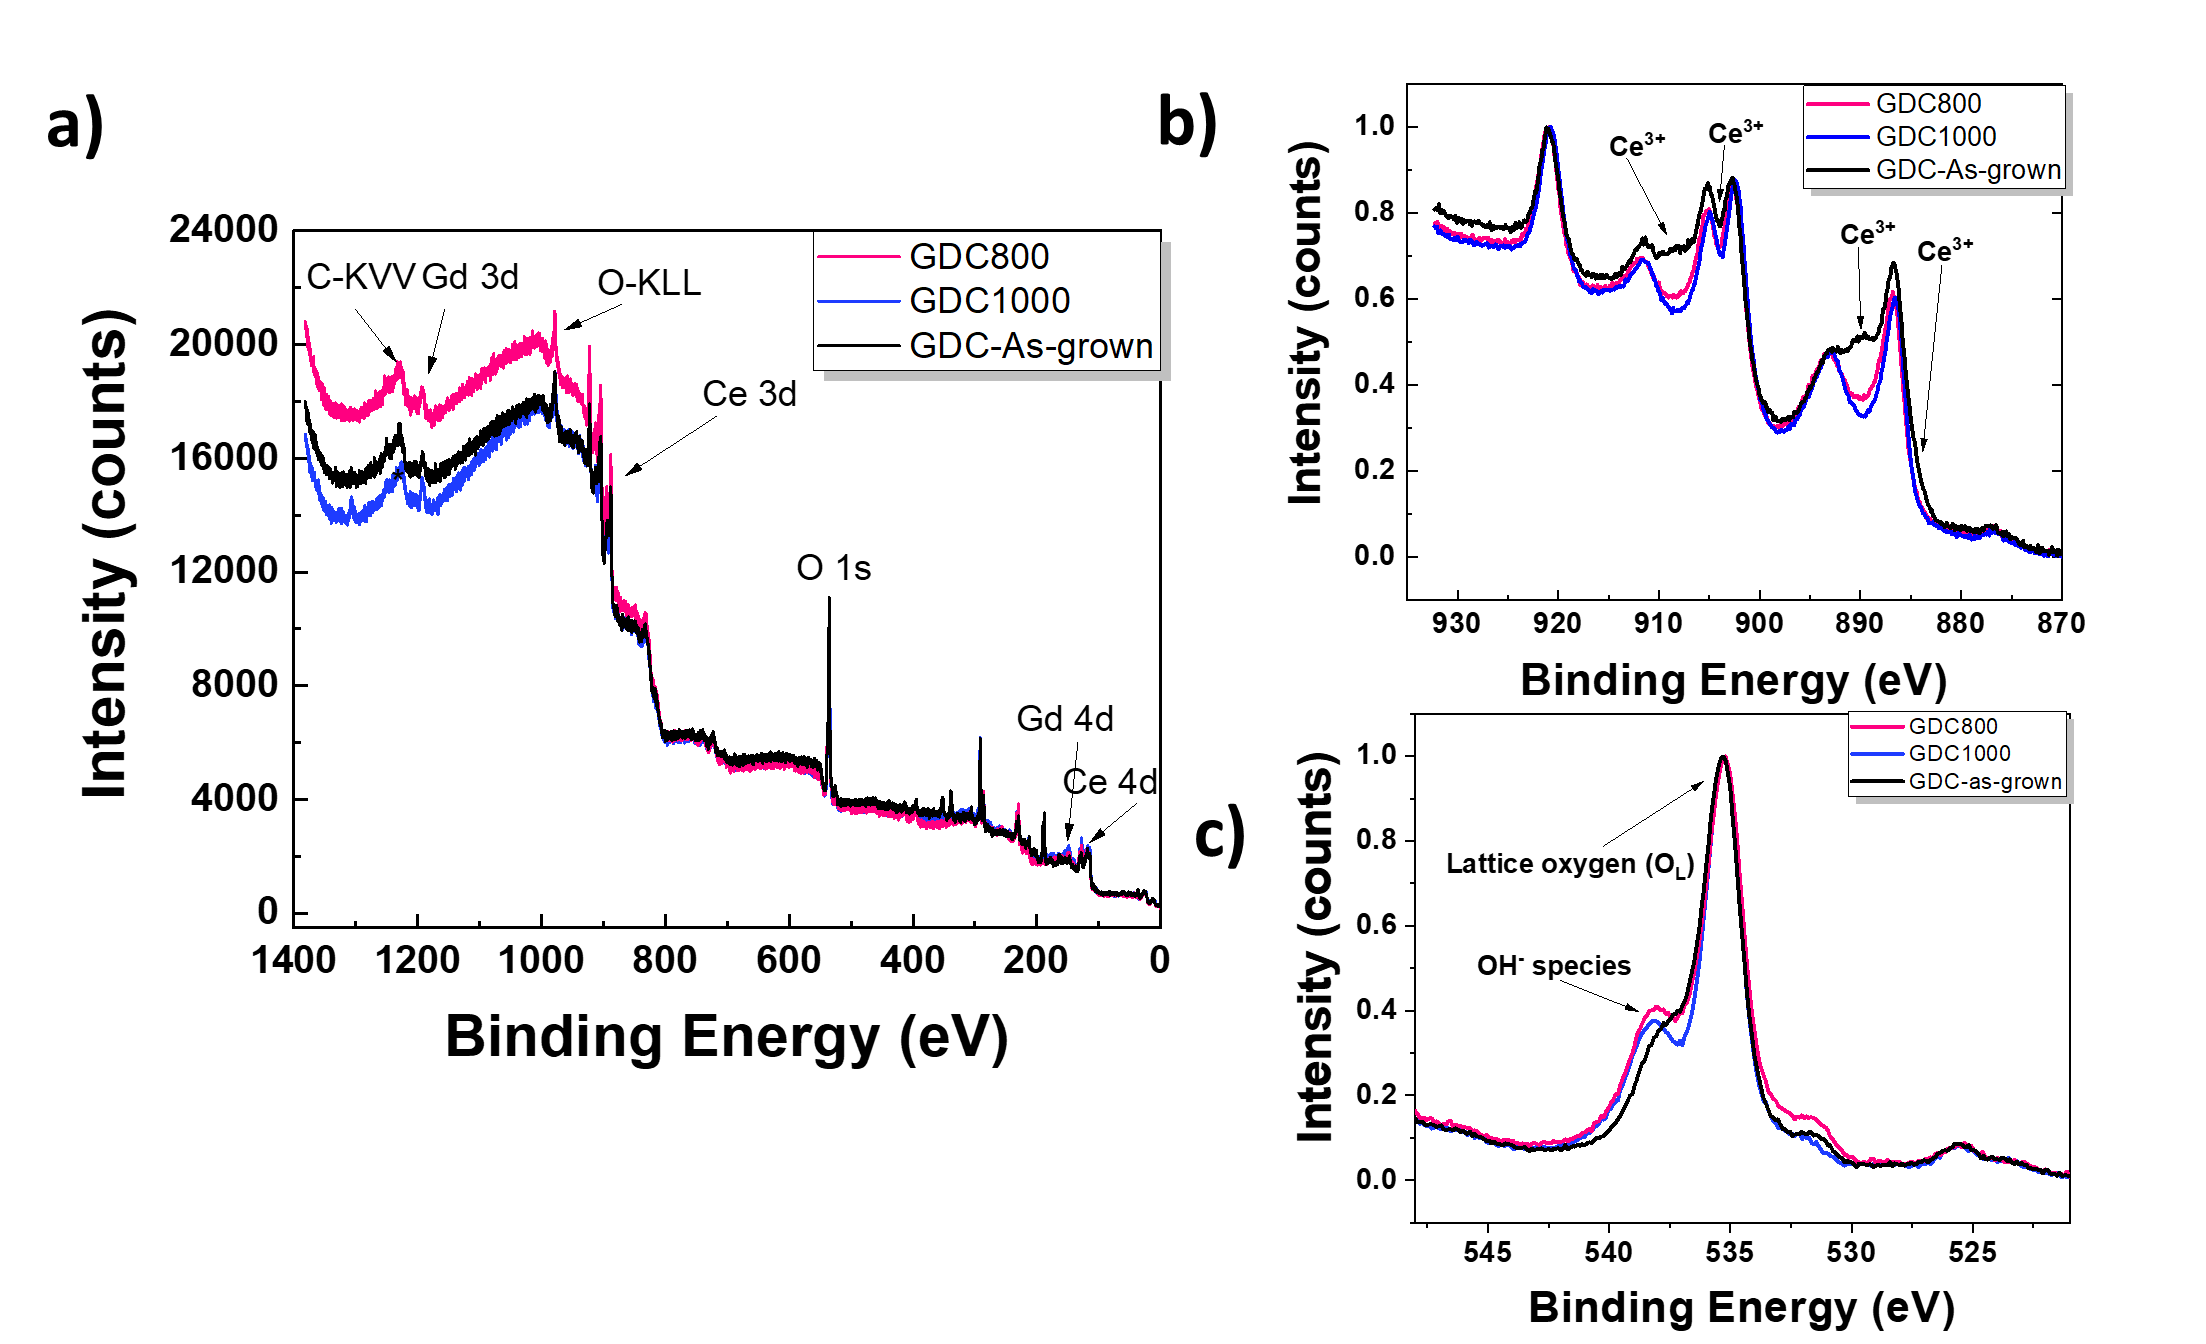 a)
24000
20000
16000
12000
8000
4000
0
Intensity (counts)
C-KVV
Gd 3d
O-KLL
Ce 3d
O 1s
Gd 4d
Ce 4d
GDC800
GDC1000
GDC-As-grown
1400 1200 1000 800 600 400 200 0
Binding Energy (eV)
b)
1.0
0.8
0.6
0.4
0.2
0.0
Intensity (counts)
Ce3+
Ce3+
Ce3+
Ce3+
GDC800
GDC1000
GDC-As-grown
930 920 910 900 890 880 870
Binding Energy (eV)
c)
1.0
0.8
0.6
0.4
0.2
0.0
Intensity (counts)
Lattice oxygen (OL)
OH- species
GDC800
GDC1000
GDC-as-grown
545 540 535 530 525
Binding Energy (eV)